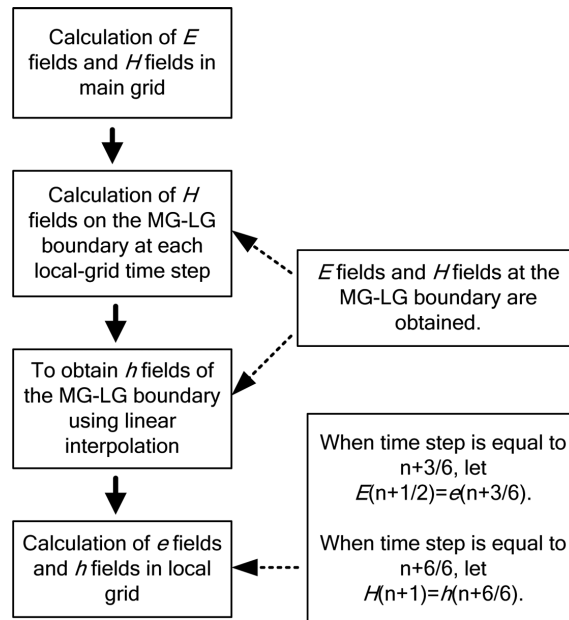 Calculation of E
fields and H fields in
main grid
Calculation of H
fields on the MG-LG
boundary at each
local-grid time step
E fields and H fields at the
MG-LG boundary are
obtained.
To obtain h fields of
the MG-LG boundary
using linear
interpolation
When time step is equal to
n+3/6, let
E(n+1/2)=e(n+3/6).
When time step is equal to
n+6/6, let
H(n+1)=h(n+6/6).
Calculation of e fields
and h fields in local
grid